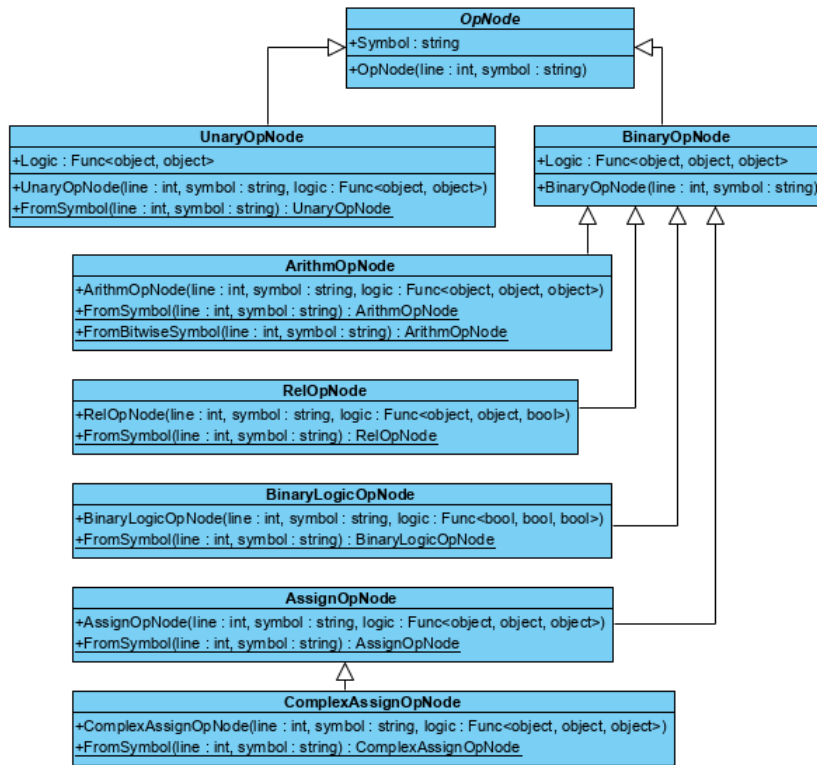 OpNode
+Symbol : string
+OpNode(line : int, symbol : string)
UnaryOpNode
+Logic : Func<object, object>
+UnaryOpNode(line : int, symbol : string, logic : Func<object, object>)
+FromSymbol(line : int, symbol : string) : UnaryOpNode
BinaryOpNode
+Logic : Func<object, object, object>
+BinaryOpNode(line : int, symbol : string)
ArithmOpNode
+ArithmOpNode(line : int, symbol : string, logic : Func<object, object, object>)
+FromSymbol(line : int, symbol : string) : ArithmOpNode
+FromBitwiseSymbol(line : int, symbol : string) : ArithmOpNode
RelOpNode
+RelOpNode(line : int, symbol : string, logic : Func<object, object, bool>)
+FromSymbol(line : int, symbol : string) : RelOpNode
BinaryLogicOpNode
+BinaryLogicOpNode(line : int, symbol : string, logic : Func<bool, bool, bool>)
+FromSymbol(line : int, symbol : string) : BinaryLogicOpNode
AssignOpNode
+AssignOpNode(line : int, symbol : string, logic : Func<object, object, object>)
+FromSymbol(line : int, symbol : string) : AssignOpNode
ComplexAssignOpNode
+ComplexAssignOpNode(line : int, symbol : string, logic : Func<object, object, object>)
+FromSymbol(line : int, symbol : string) : ComplexAssignOpNode